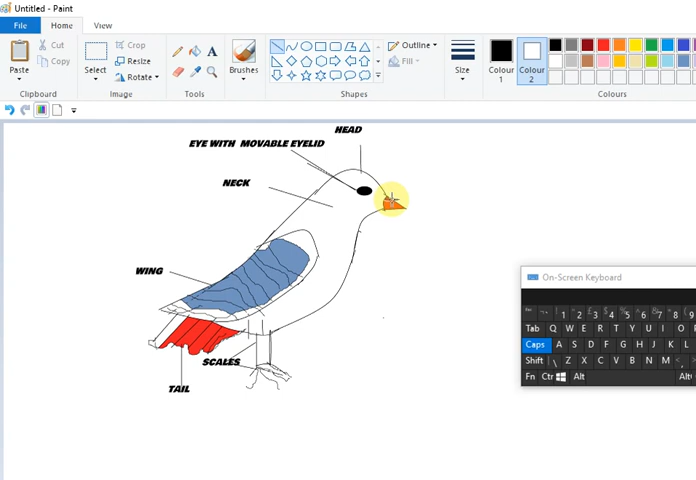 Untitled - Paint
File Home View
Paste
Cut
Copy
Clipboard
Select
Crop
Resize
Rotate
Image
A
Tools
Brushes
Outline
Fill
Shapes
Size
Colour 1
Colour 2
Colours
HEAD
EYE WITH MOVABLE EYELID
NECK
WING
SCALES
TAIL
On-Screen Keyboard
1 2 3 4 5 6 7 8 9
Tab Q W E R T Y U I O
Caps A S D F G H J K L
Shift \ Z X C V B N M < >
Fn Ctr Alt